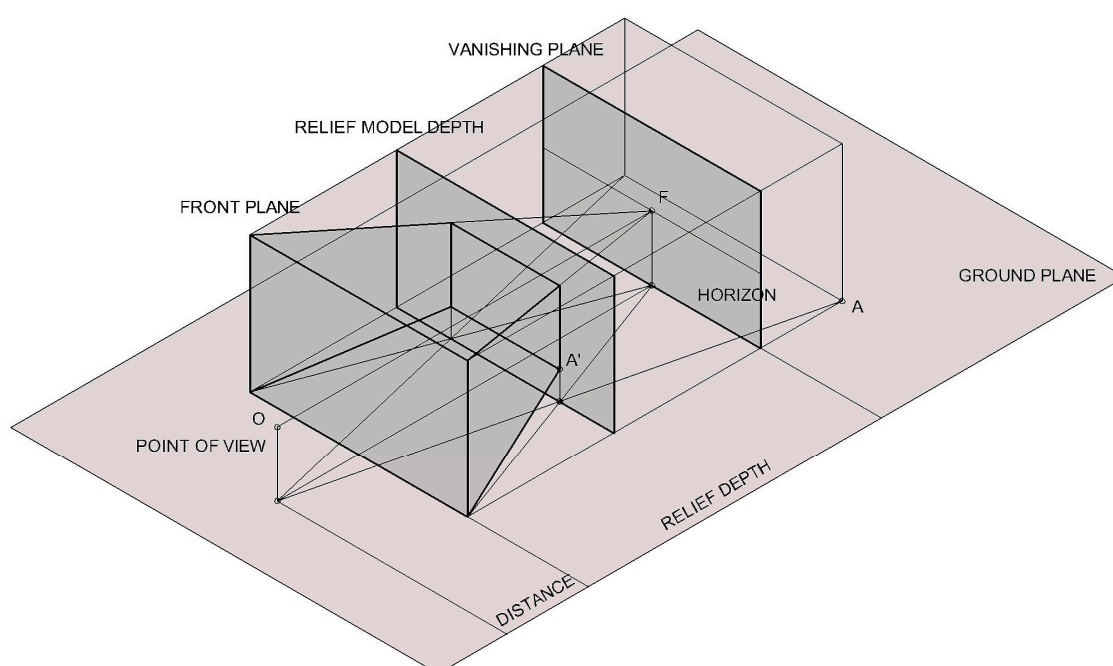 VANISHING PLANE
RELIEF MODEL DEPTH
FRONT PLANE
F
GROUND PLANE
HORIZON
A
A'
O
POINT OF VIEW
RELIEF DEPTH
DISTANCE